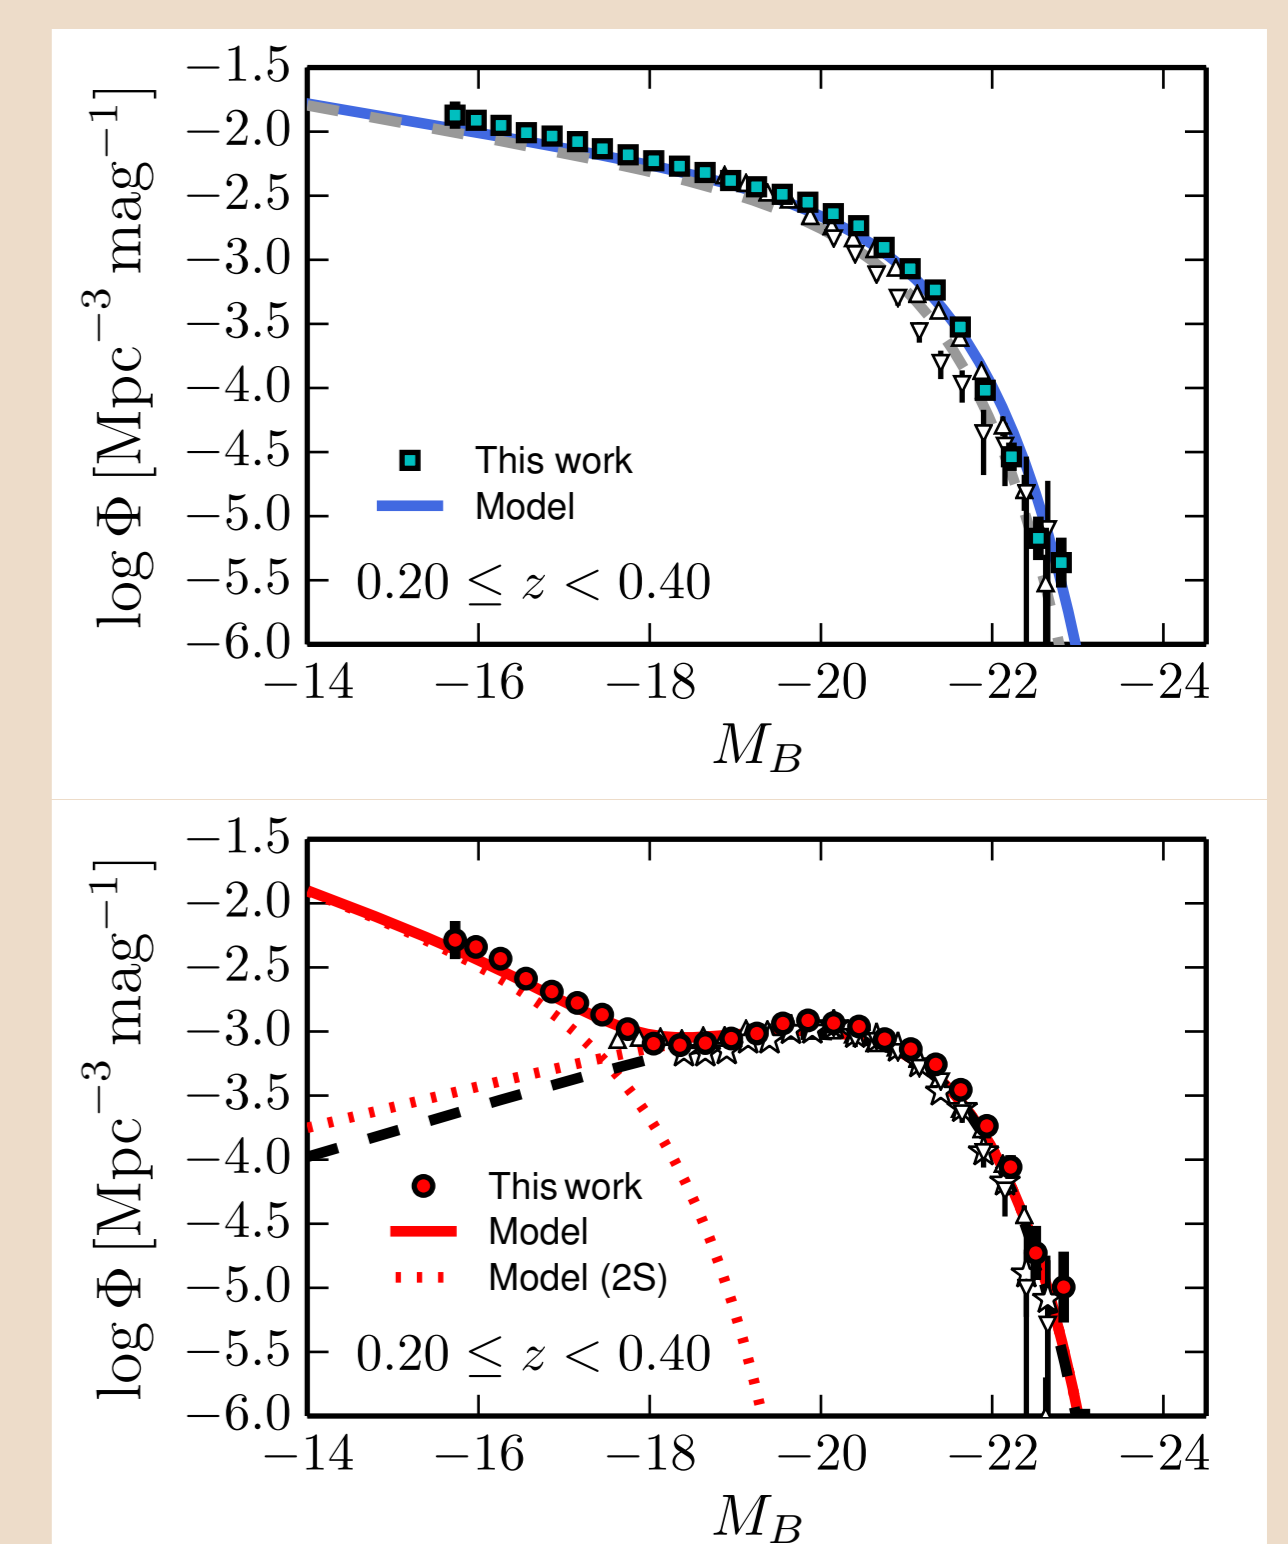 −1.5
−2.0
−2.5
−3.0
−3.5
−4.0
−4.5
−5.0
−5.5
−6.0
log Φ [Mpc⁻³ mag⁻¹]
This work
Model
0.20 ≤ z < 0.40
−14 −16 −18 −20 −22 −24
M_B
−1.5
−2.0
−2.5
−3.0
−3.5
−4.0
−4.5
−5.0
−5.5
−6.0
log Φ [Mpc⁻³ mag⁻¹]
This work
Model
Model (2S)
0.20 ≤ z < 0.40
−14 −16 −18 −20 −22 −24
M_B